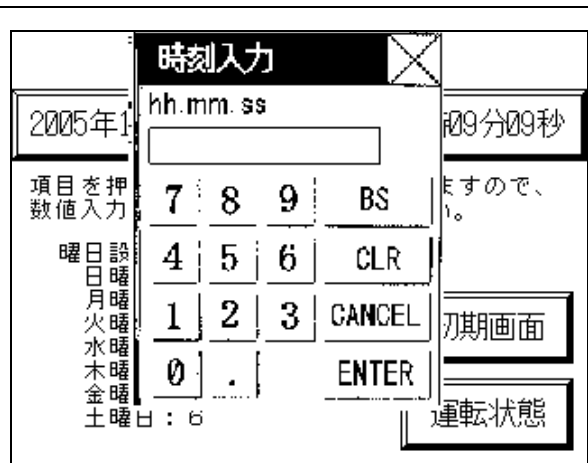 時刻入力
hh.mm.ss
2005年1
09分09秒
項目を押
ますので、
数値入力
い。
7 8 9 BS
4 5 6 CLR
1 2 3 CANCEL
0 . ENTER
曜日設
日曜
月曜
火曜
水曜
木曜
金曜
土曜日:6
初期画面
運転状態